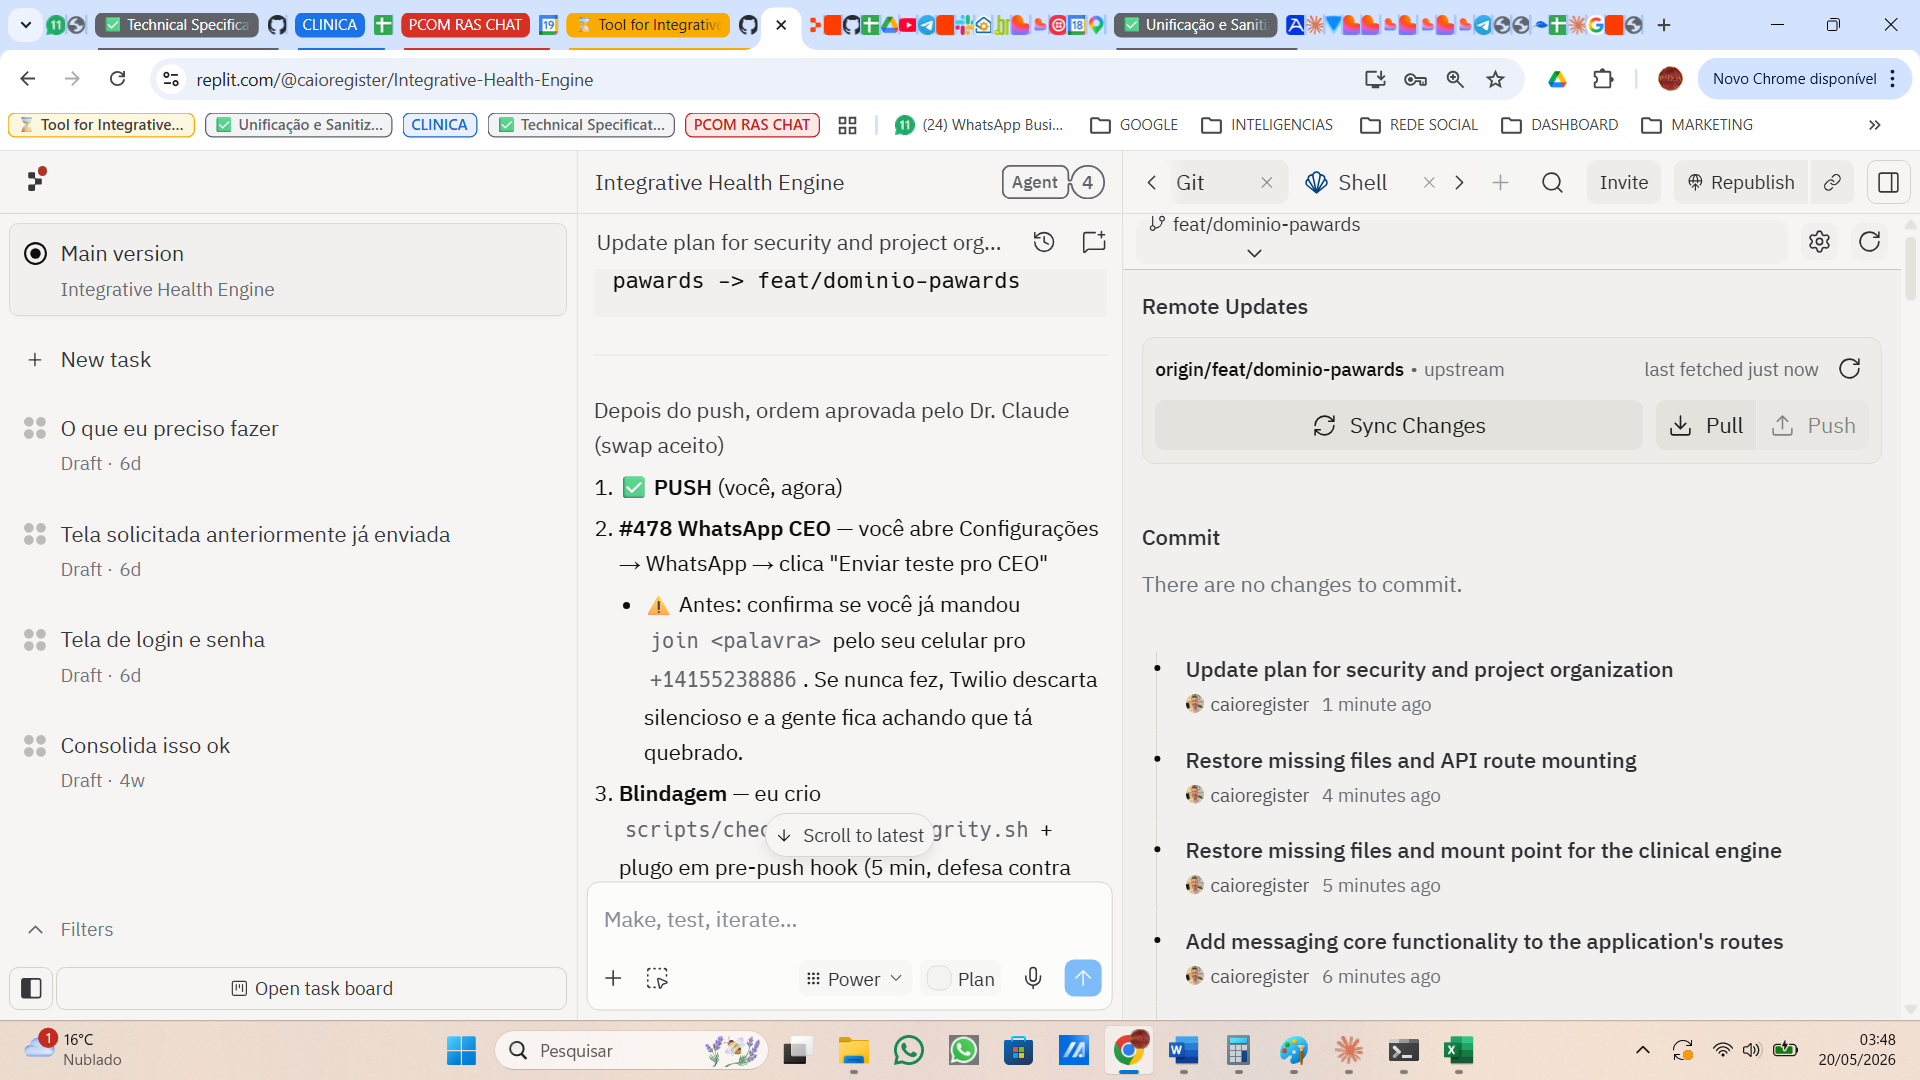 Technical Specifica
CLINICA
PCOM RAS CHAT
Tool for Integrative
Unificação e Saniti
replit.com/@caioregister/Integrative-Health-Engine
Novo Chrome disponível
Tool for Integrative...
Unificação e Sanitiz...
CLINICA
Technical Specificat...
PCOM RAS CHAT
(24) WhatsApp Busi...
GOOGLE
INTELIGENCIAS
REDE SOCIAL
DASHBOARD
MARKETING
Main version
Integrative Health Engine
New task
O que eu preciso fazer
Draft · 6d
Tela solicitada anteriormente já enviada
Draft · 6d
Tela de login e senha
Draft · 6d
Consolida isso ok
Draft · 4w
Filters
Open task board
Integrative Health Engine
Agent 4
Update plan for security and project org...
pawards -> feat/dominio-pawards
Depois do push, ordem aprovada pelo Dr. Claude
(swap aceito)
1. ✅ PUSH (você, agora)
2. #478 WhatsApp CEO — você abre Configurações
→ WhatsApp → clica "Enviar teste pro CEO"
• ⚠️ Antes: confirma se você já mandou
join <palavra> pelo seu celular pro
+14155238886 . Se nunca fez, Twilio descarta
silencioso e a gente fica achando que tá
quebrado.
3. Blindagem — eu crio
scripts/chec
grity.sh +
Scroll to latest
plugo em pre-push hook (5 min, defesa contra
Make, test, iterate...
Power
Plan
Git
Shell
Invite
Republish
feat/dominio-pawards
Remote Updates
origin/feat/dominio-pawards • upstream
last fetched just now
Sync Changes
Pull
Push
Commit
There are no changes to commit.
Update plan for security and project organization
caioregister 1 minute ago
Restore missing files and API route mounting
caioregister 4 minutes ago
Restore missing files and mount point for the clinical engine
caioregister 5 minutes ago
Add messaging core functionality to the application's routes
caioregister 6 minutes ago
1
16°C
Nublado
Pesquisar
03:48
20/05/2026